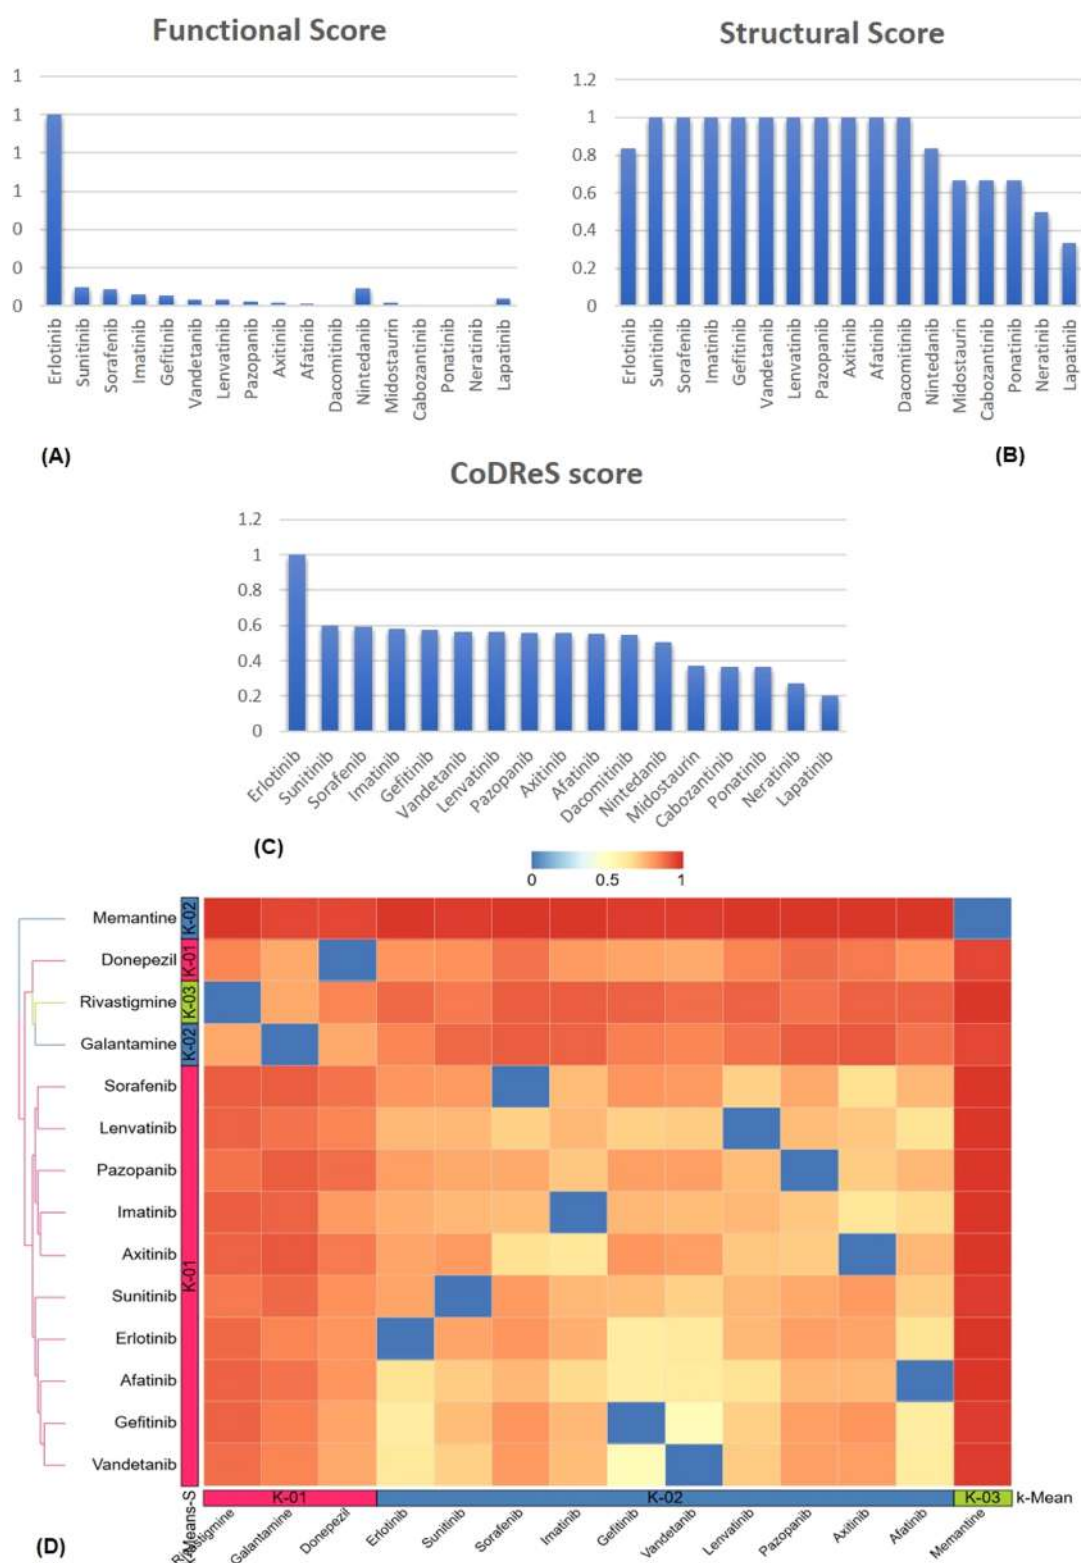 Functional Score
1
1
1
1
0
0
0
Erlotinib
Sunitinib
Sorafenib
Imatinib
Gefitinib
Vandetanib
Lenvatinib
Pazopanib
Axitinib
Afatinib
Dacomitinib
Nintedanib
Midostaurin
Cabozantinib
Ponatinib
Neratinib
Lapatinib
(A)
Structural Score
1.2
1
0.8
0.6
0.4
0.2
0
Erlotinib
Sunitinib
Sorafenib
Imatinib
Gefitinib
Vandetanib
Lenvatinib
Pazopanib
Axitinib
Afatinib
Dacomitinib
Nintedanib
Midostaurin
Cabozantinib
Ponatinib
Neratinib
Lapatinib
(B)
CoDReS score
1.2
1
0.8
0.6
0.4
0.2
0
Erlotinib
Sunitinib
Sorafenib
Imatinib
Gefitinib
Vandetanib
Lenvatinib
Pazopanib
Axitinib
Afatinib
Dacomitinib
Nintedanib
Midostaurin
Cabozantinib
Ponatinib
Neratinib
Lapatinib
(C)
0 0.5 1
Memantine K-02
Donepezil K-01
Rivastigmine K-03
Galantamine K-02
Sorafenib
Lenvatinib
Pazopanib
Imatinib
Axitinib
K-01
Sunitinib
Erlotinib
Afatinib
Gefitinib
Vandetanib
K-01 K-02 K-03 k-Mean
Means-S
Galantamine
Donepezil
Erlotinib
Sunitinib
Sorafenib
Imatinib
Gefitinib
Vandetanib
Lenvatinib
Pazopanib
Axitinib
Afatinib
Memantine
(D)